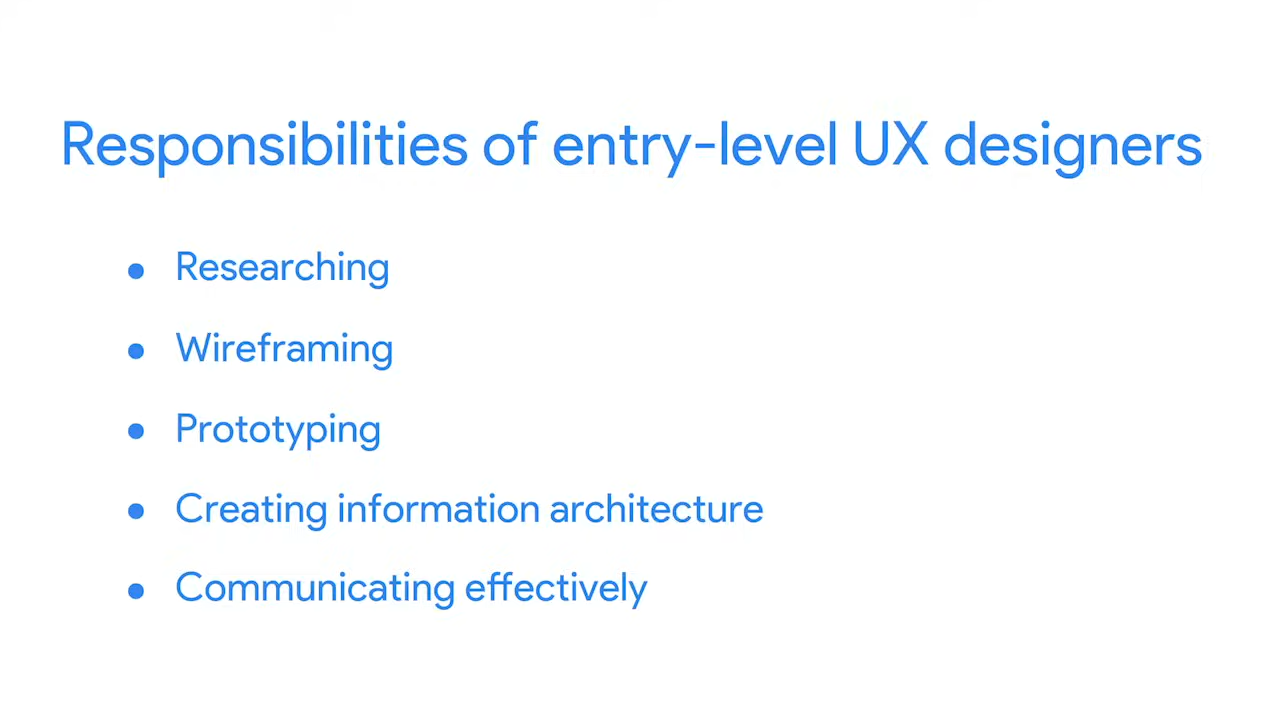 Responsibilities of entry-level UX designers
• Researching
• Wireframing
• Prototyping
• Creating information architecture
• Communicating effectively